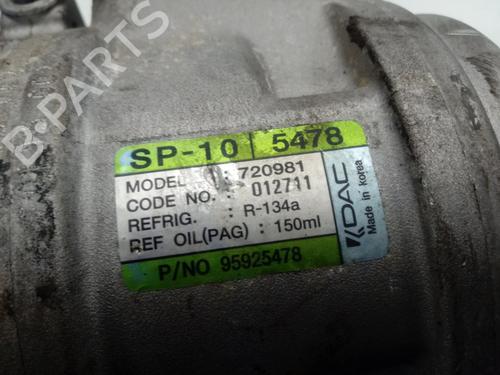 B-PARTS
SP-10 5478
MODEL : 720981
CODE NO. : 012711
REFRIG. : R-134a
REF OIL(PAG) : 150ml
P/NO 95925478
DAC
Made in Korea